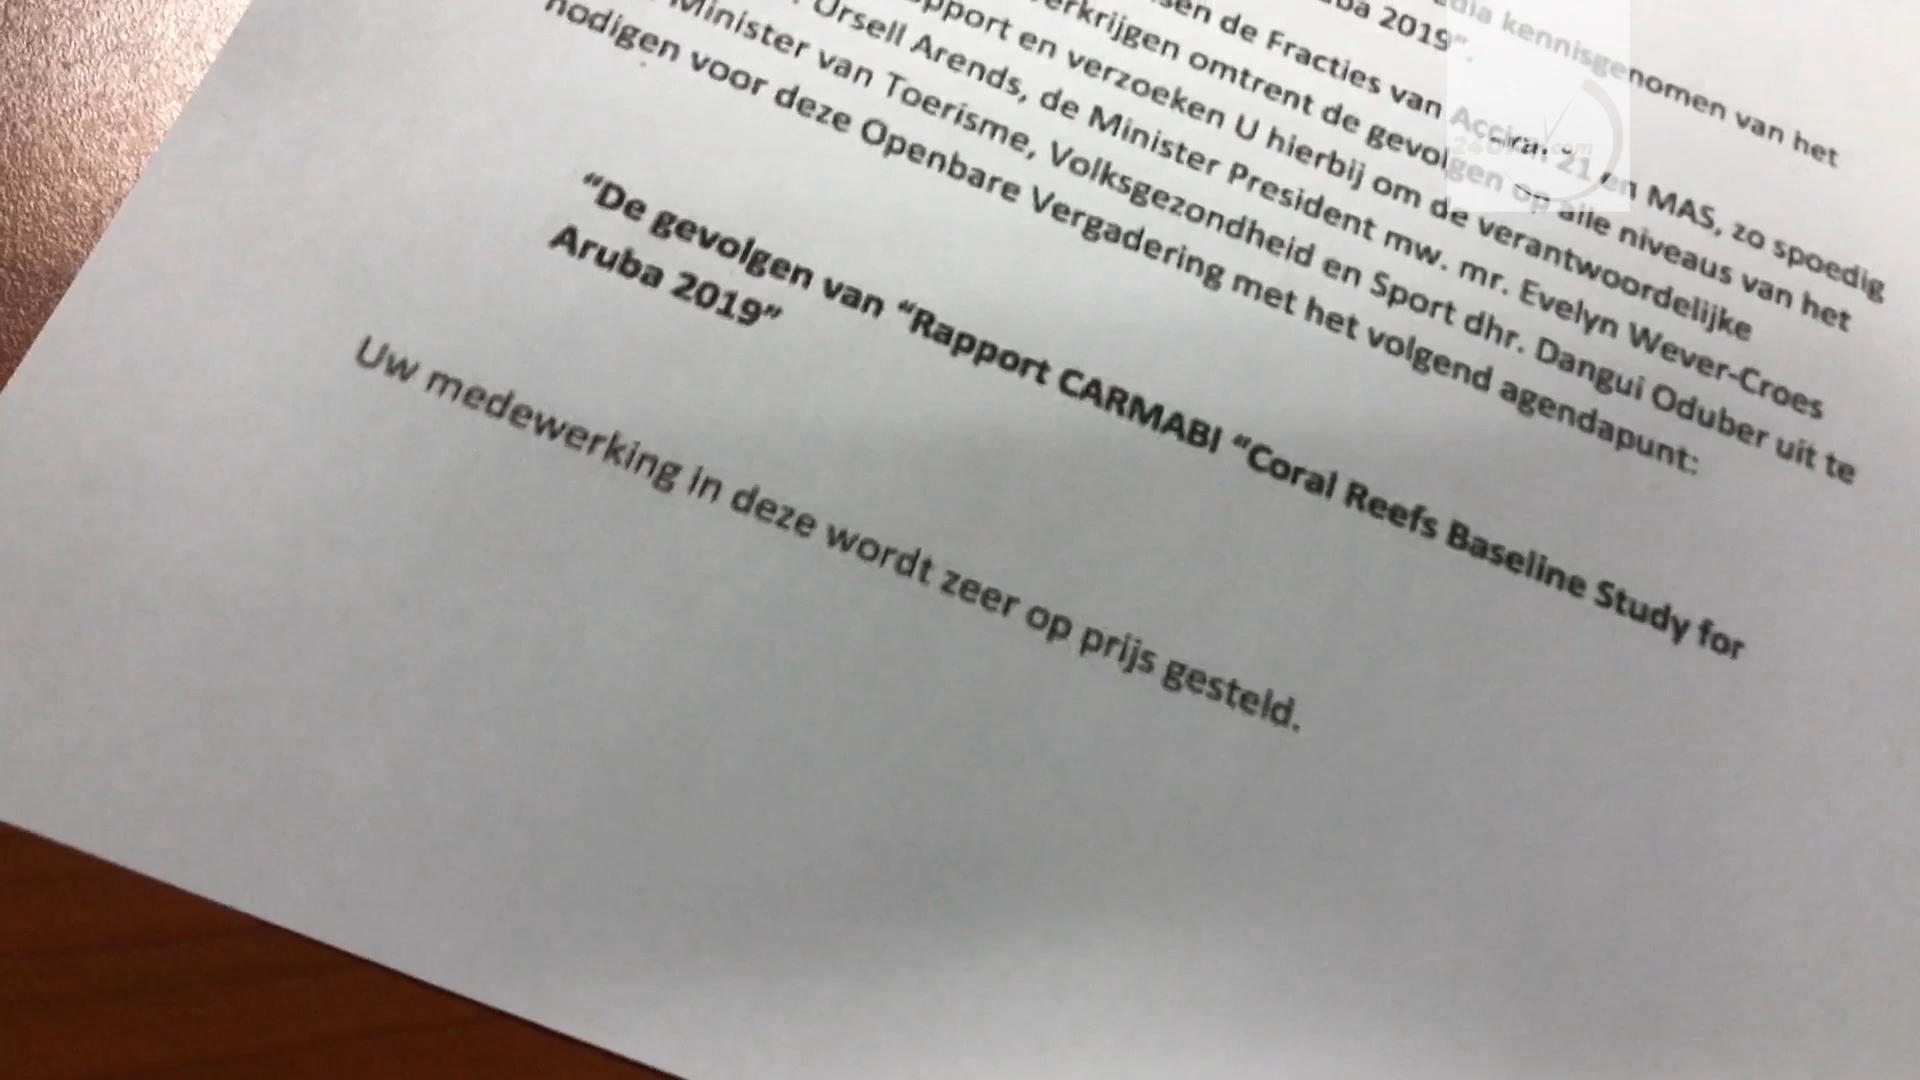 dia kennisgenomen van het
ba 2019”.
sen de Fracties van Accion 21 en MAS, zo spoedig
erkrijgen omtrent de gevolgen op alle niveaus van het
pport en verzoeken U hierbij om de verantwoordelijke
Ursell Arends, de Minister President mw. mr. Evelyn Wever-Croes
Minister van Toerisme, Volksgezondheid en Sport dhr. Dangui Oduber uit te
nodigen voor deze Openbare Vergadering met het volgend agendapunt:
“De gevolgen van “Rapport CARMABI “Coral Reefs Baseline Study for
Aruba 2019”
Uw medewerking in deze wordt zeer op prijs gesteld.